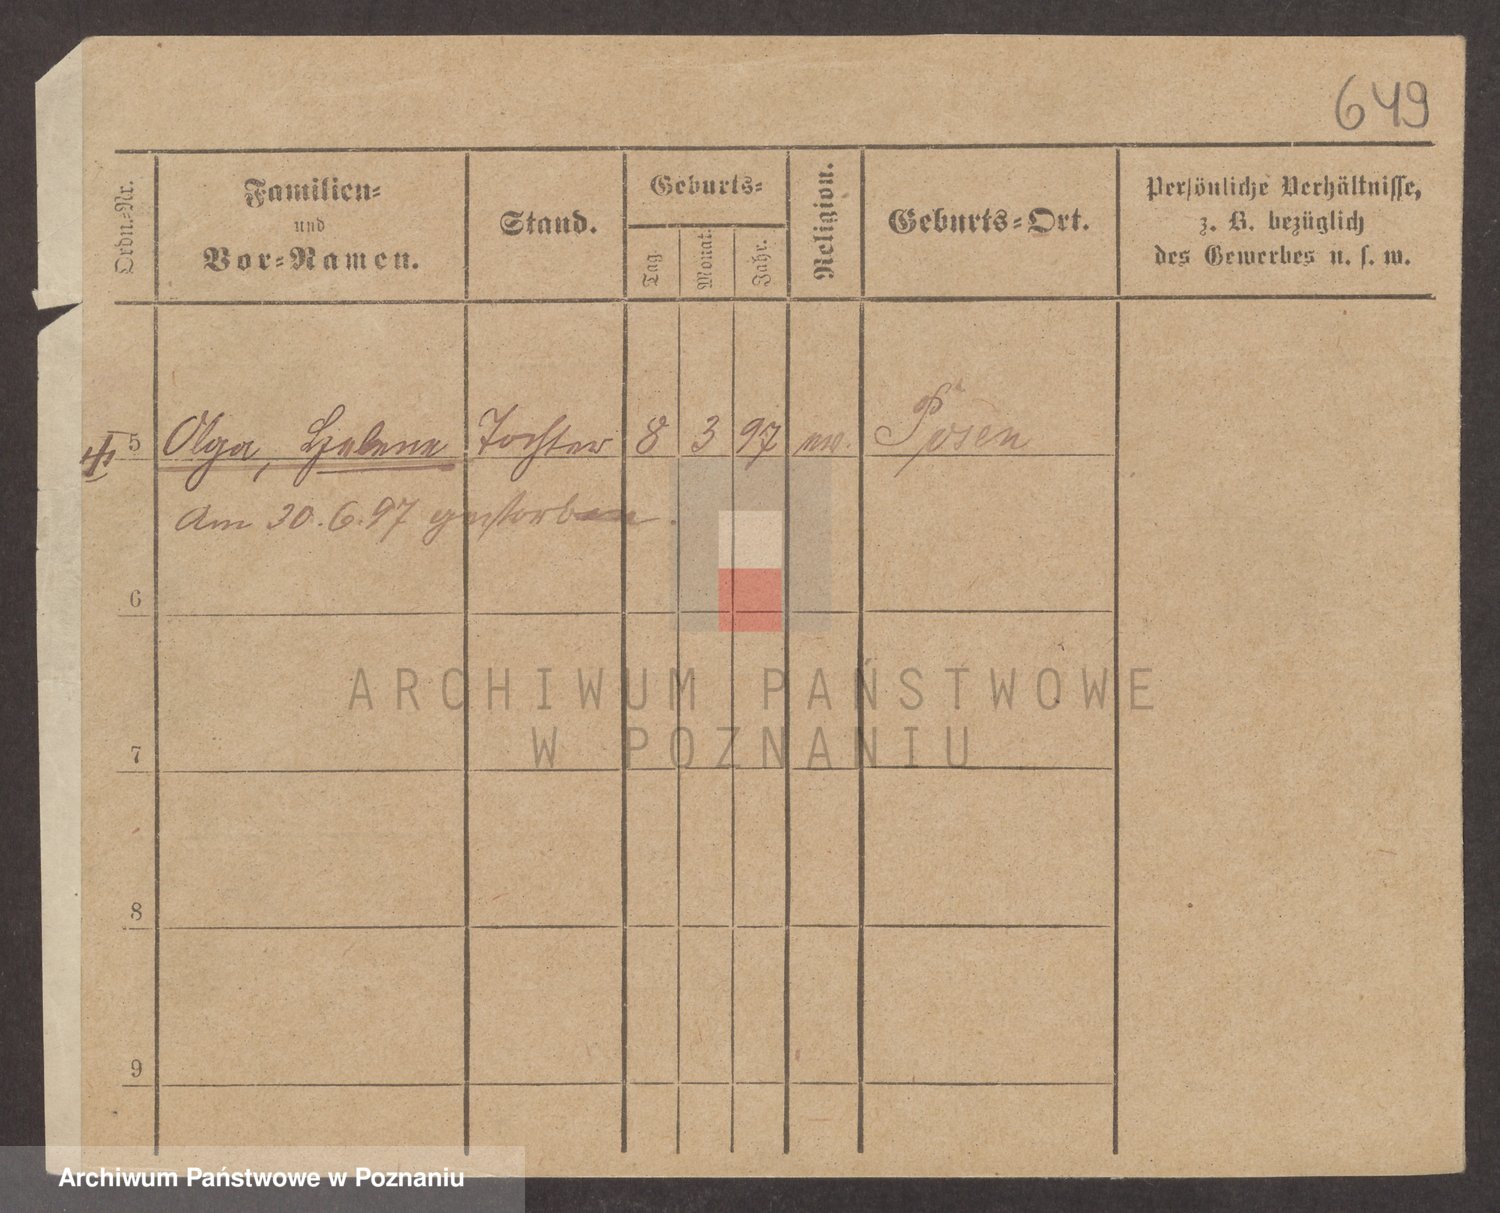 649
Ordn.=Nr.
Familien=
und
Vor=Namen.
Stand.
Geburts=
Tag.
Monat.
Jahr.
Religion.
Geburts=Ort.
Persönliche Verhältnisse,
z. B. bezüglich
des Gewerbes u. s. w.
5 Olga, Helene Tochter 8 3 97 ev. Posen
Am 30.6.97 gestorben.
6
ARCHIWUM PAŃSTWOWE
W POZNANIU
7
8
9
Archiwum Państwowe w Poznaniu